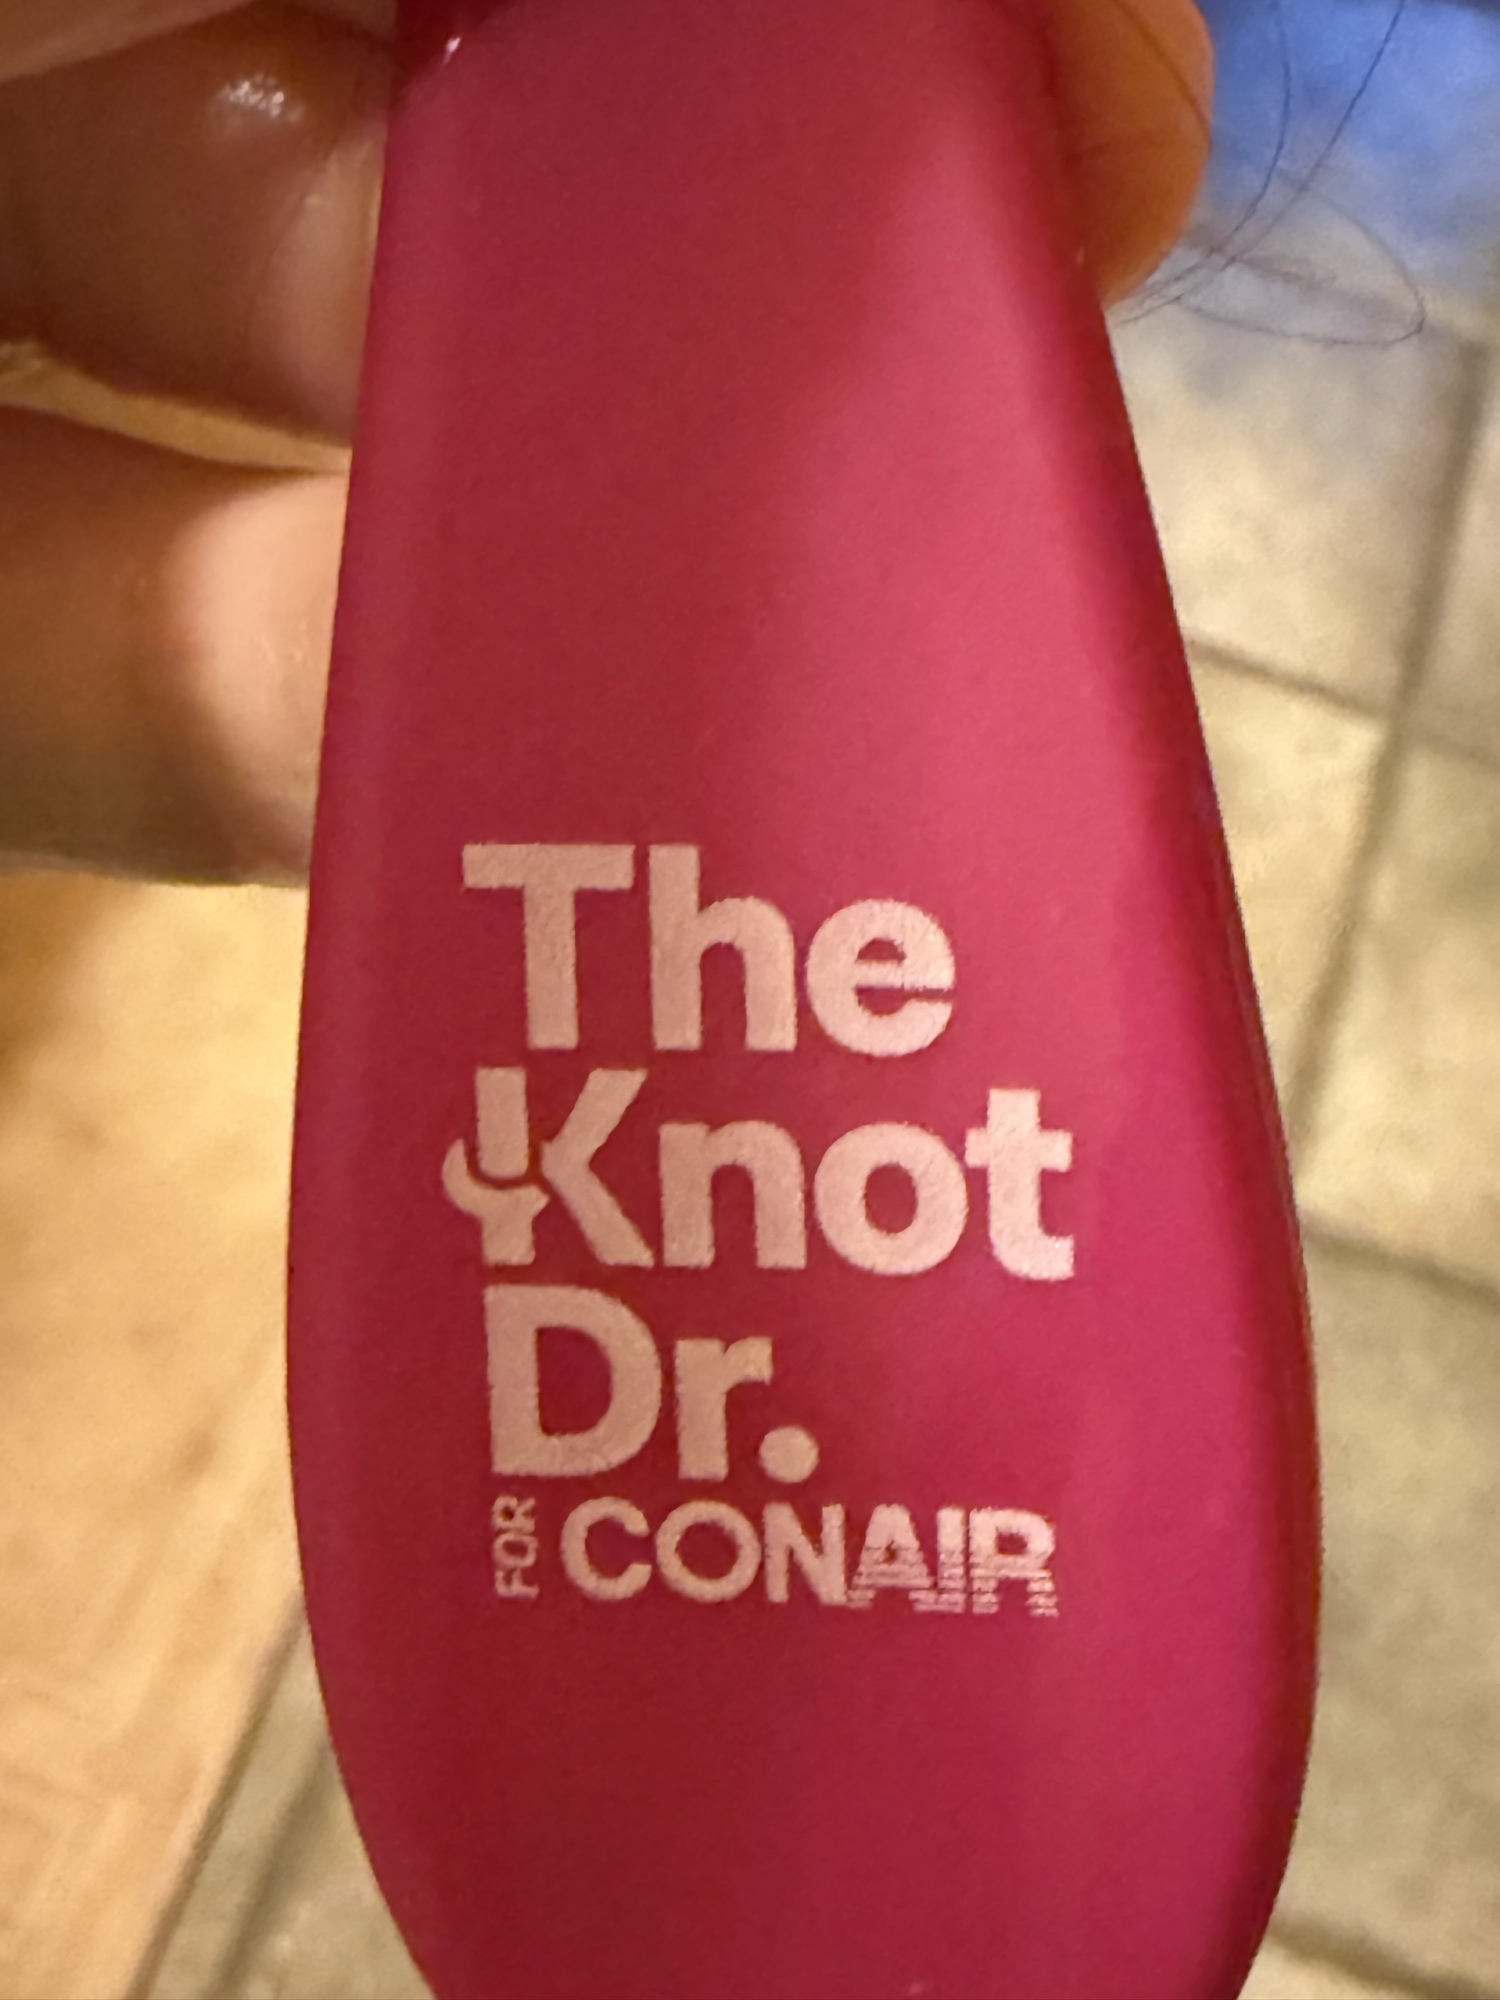 The
Knot
Dr.
FOR CONAIR